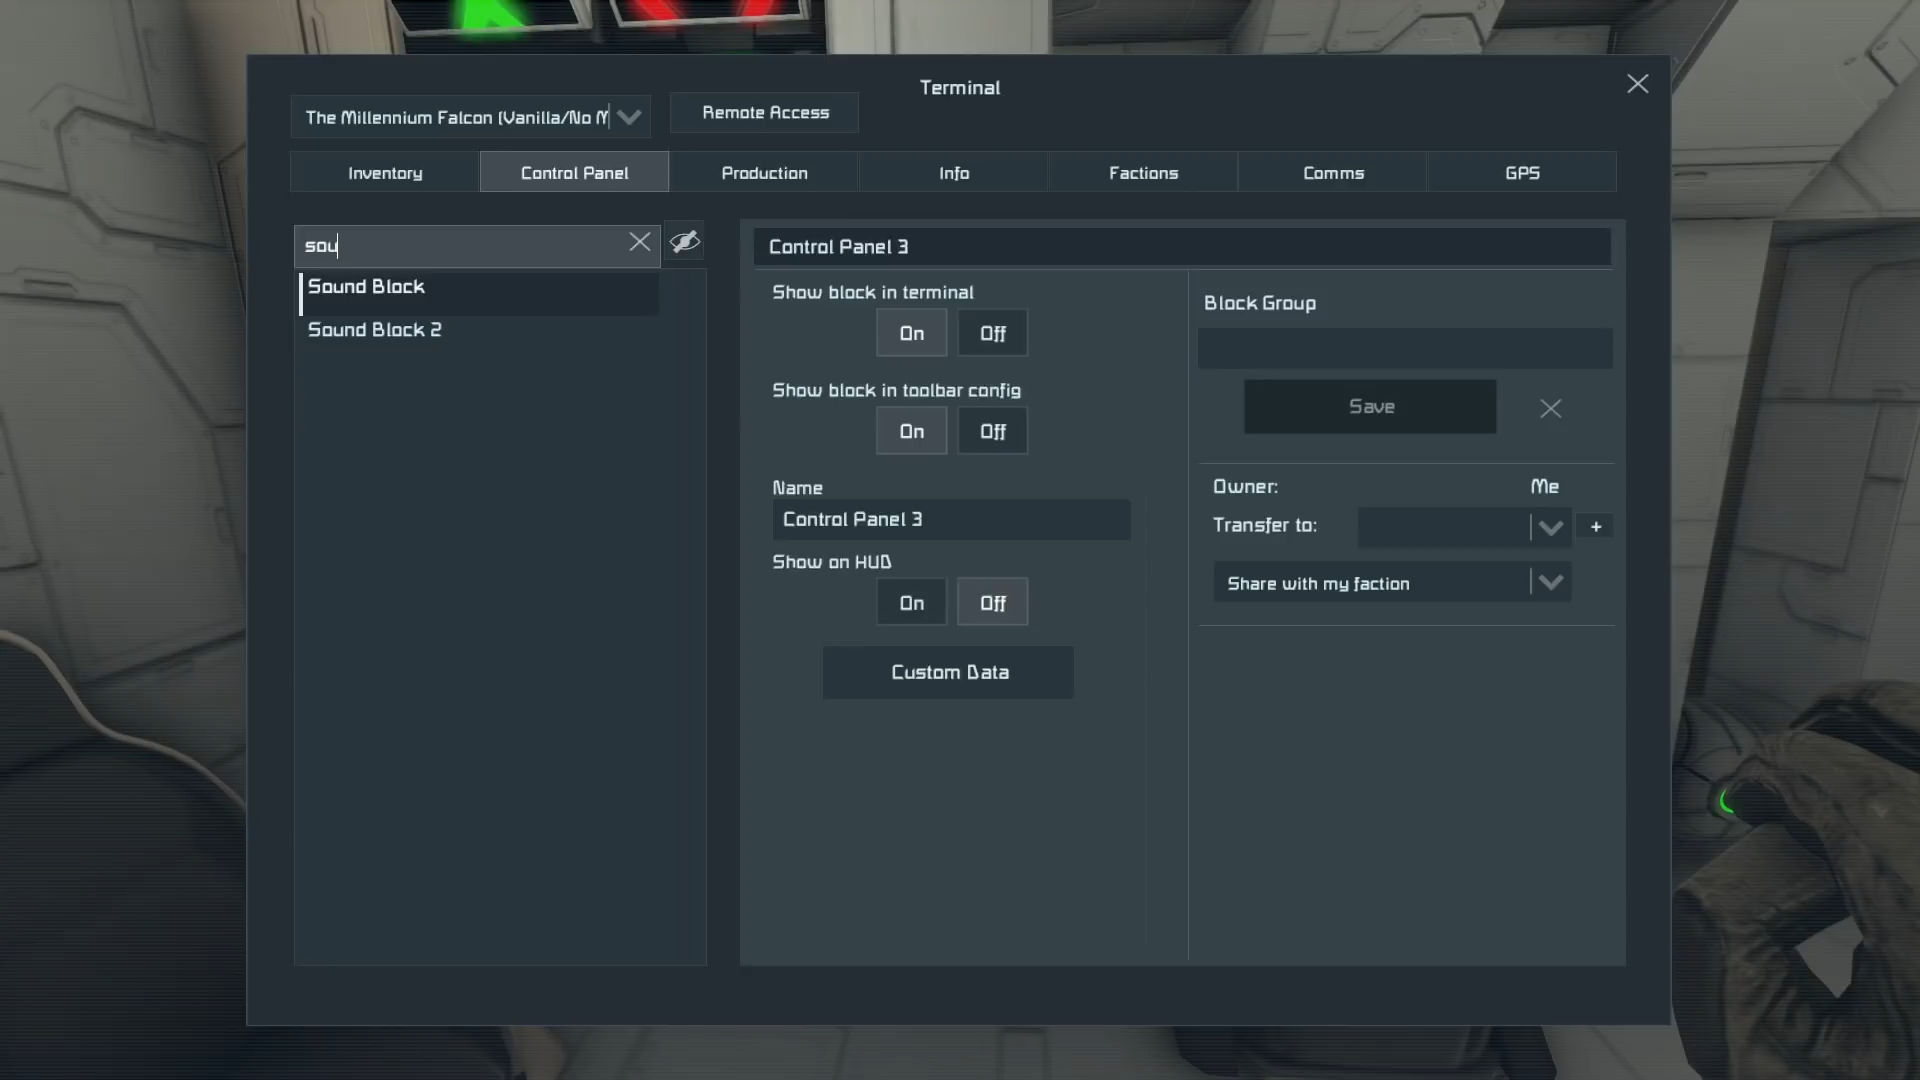 Terminal
The Millennium Falcon (Vanilla/No M
Remote Access
Inventory
Control Panel
Production
Info
Factions
Comms
GPS
sou
Sound Block
Sound Block 2
Control Panel 3
Show block in terminal
On
Off
Show block in toolbar config
On
Off
Name
Control Panel 3
Show on HUD
On
Off
Custom Data
Block Group
Save
Owner:
Me
Transfer to:
+
Share with my faction